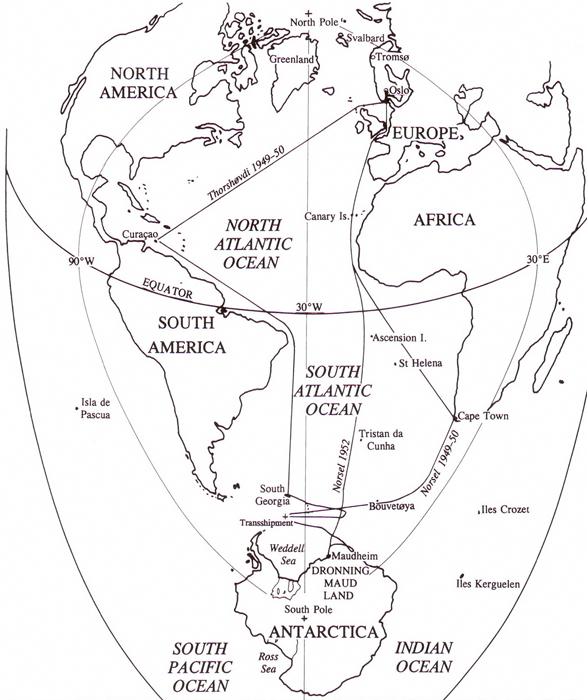 North Pole
Svalbard
Tromsø
Greenland
NORTH
AMERICA
Oslo
EUROPE
Thorshøvdi 1949-50
Canary Is.
AFRICA
NORTH
ATLANTIC
OCEAN
Curaçao
90°W
30°E
EQUATOR
30°W
SOUTH
AMERICA
Ascension I.
St Helena
SOUTH
ATLANTIC
OCEAN
Isla de
Pascua
Cape Town
Tristan da
Cunha
Norsel 1952
Norsel 1949-50
South
Georgia
Bouvetøya
Iles Crozet
Transshipment
Weddell
Sea
Maudheim
DRONNING
MAUD
LAND
Iles Kerguelen
South Pole
ANTARCTICA
SOUTH
PACIFIC
OCEAN
Ross
Sea
INDIAN
OCEAN